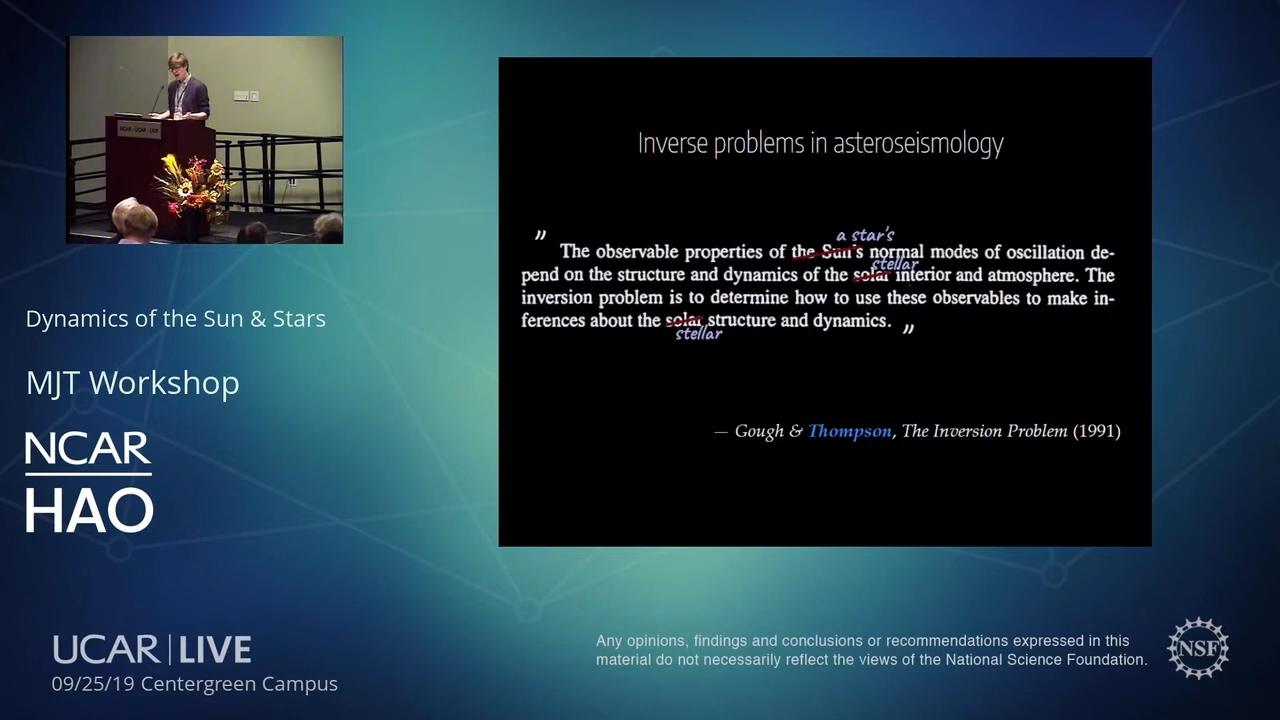 NCAR · UCAR · UCP
Dynamics of the Sun & Stars
MJT Workshop
NCAR
HAO
UCAR | LIVE
09/25/19 Centergreen Campus
Inverse problems in asteroseismology
"
a star's
The observable properties of the Sun's normal modes of oscillation de-
stellar
pend on the structure and dynamics of the solar interior and atmosphere. The
inversion problem is to determine how to use these observables to make in-
ferences about the solar structure and dynamics. "
stellar
— Gough & Thompson, The Inversion Problem (1991)
Any opinions, findings and conclusions or recommendations expressed in this
material do not necessarily reflect the views of the National Science Foundation.
NSF